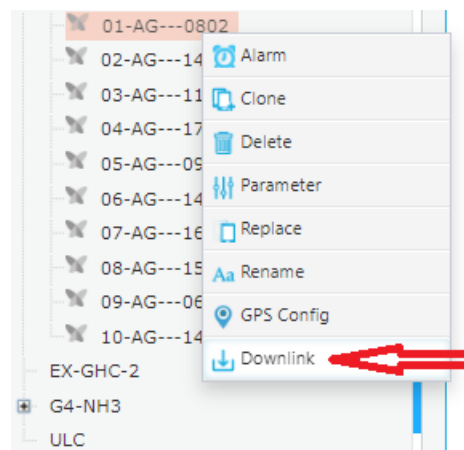 01-AG---0802
02-AG---14
Alarm
03-AG---11
Clone
04-AG---17
Delete
05-AG---09
06-AG---14
Parameter
07-AG---16
Replace
08-AG---15
Aa Rename
09-AG---06
GPS Config
10-AG---14
Downlink
EX-GHC-2
G4-NH3
ULC